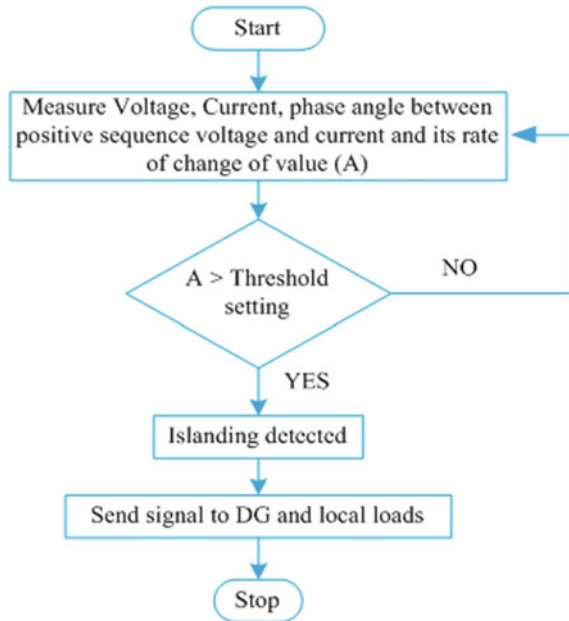 Start
Measure Voltage, Current, phase angle between
positive sequence voltage and current and its rate
of change of value (A)
A > Threshold
setting
NO
YES
Islanding detected
Send signal to DG and local loads
Stop